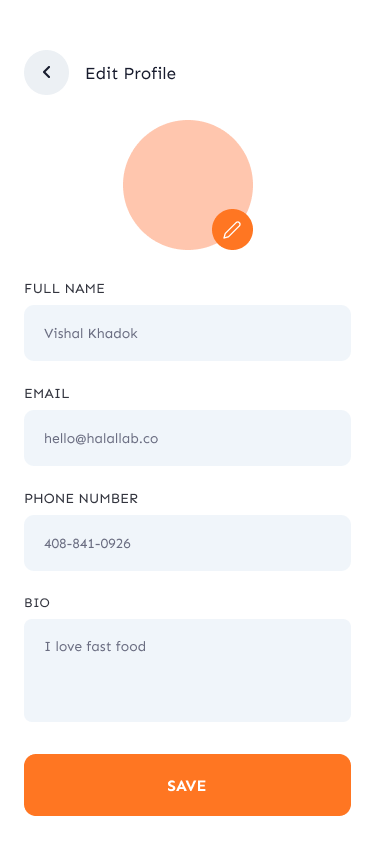 Edit Profile
FULL NAME
Vishal Khadok
EMAIL
hello@halallab.co
PHONE NUMBER
408-841-0926
BIO
I love fast food
SAVE